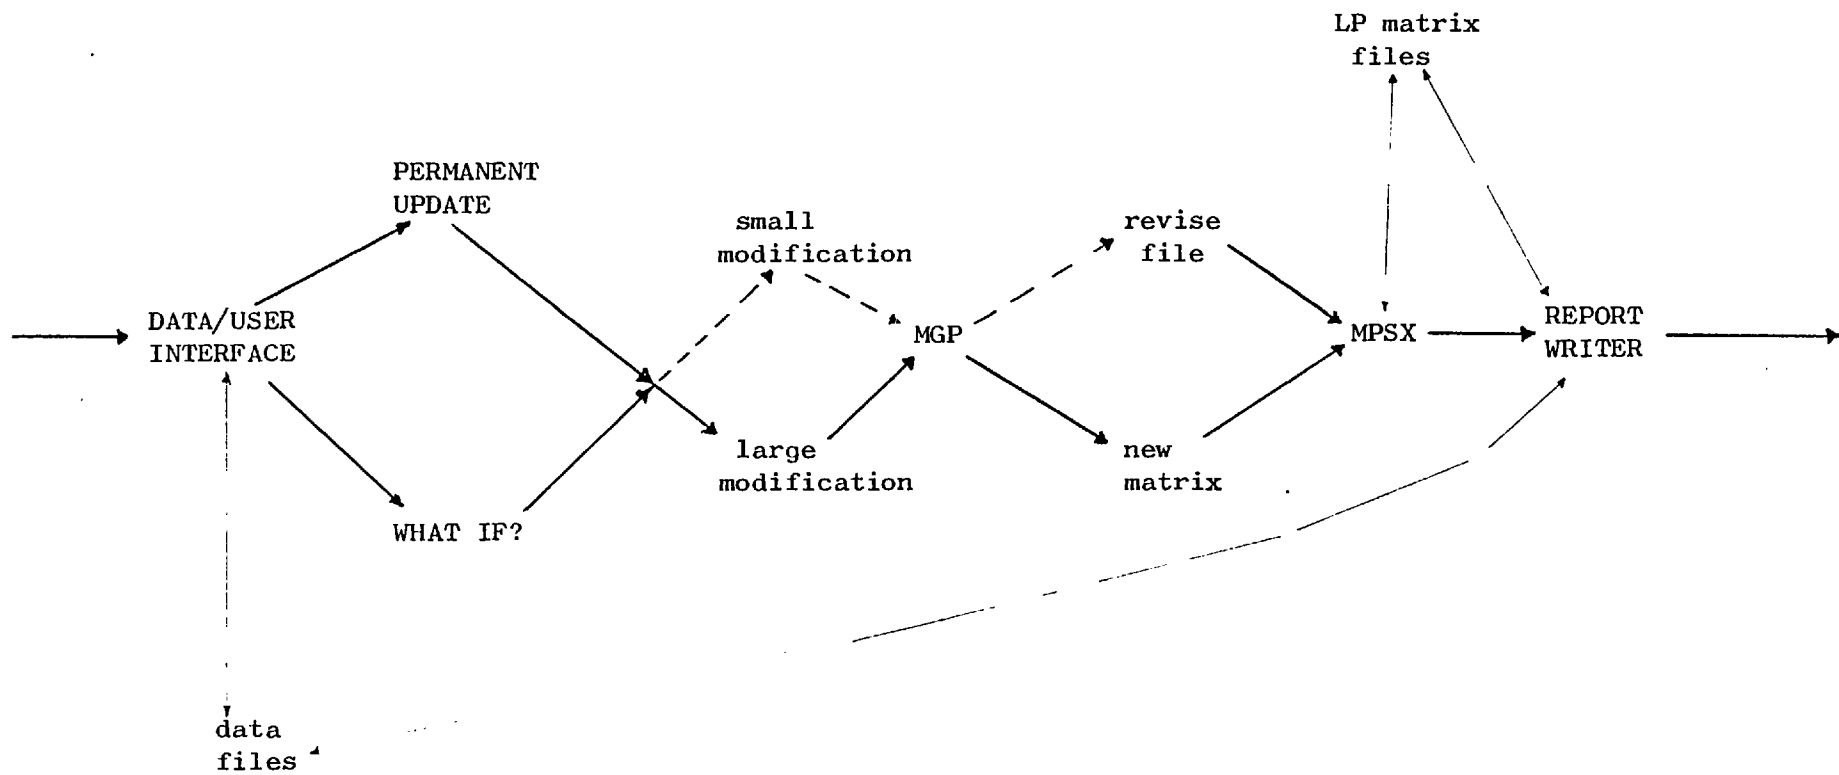 LP matrix
files
PERMANENT
UPDATE
small
modification
revise
file
DATA/USER
INTERFACE
MGP
MPSX
REPORT
WRITER
large
modification
new
matrix
WHAT IF?
data
files